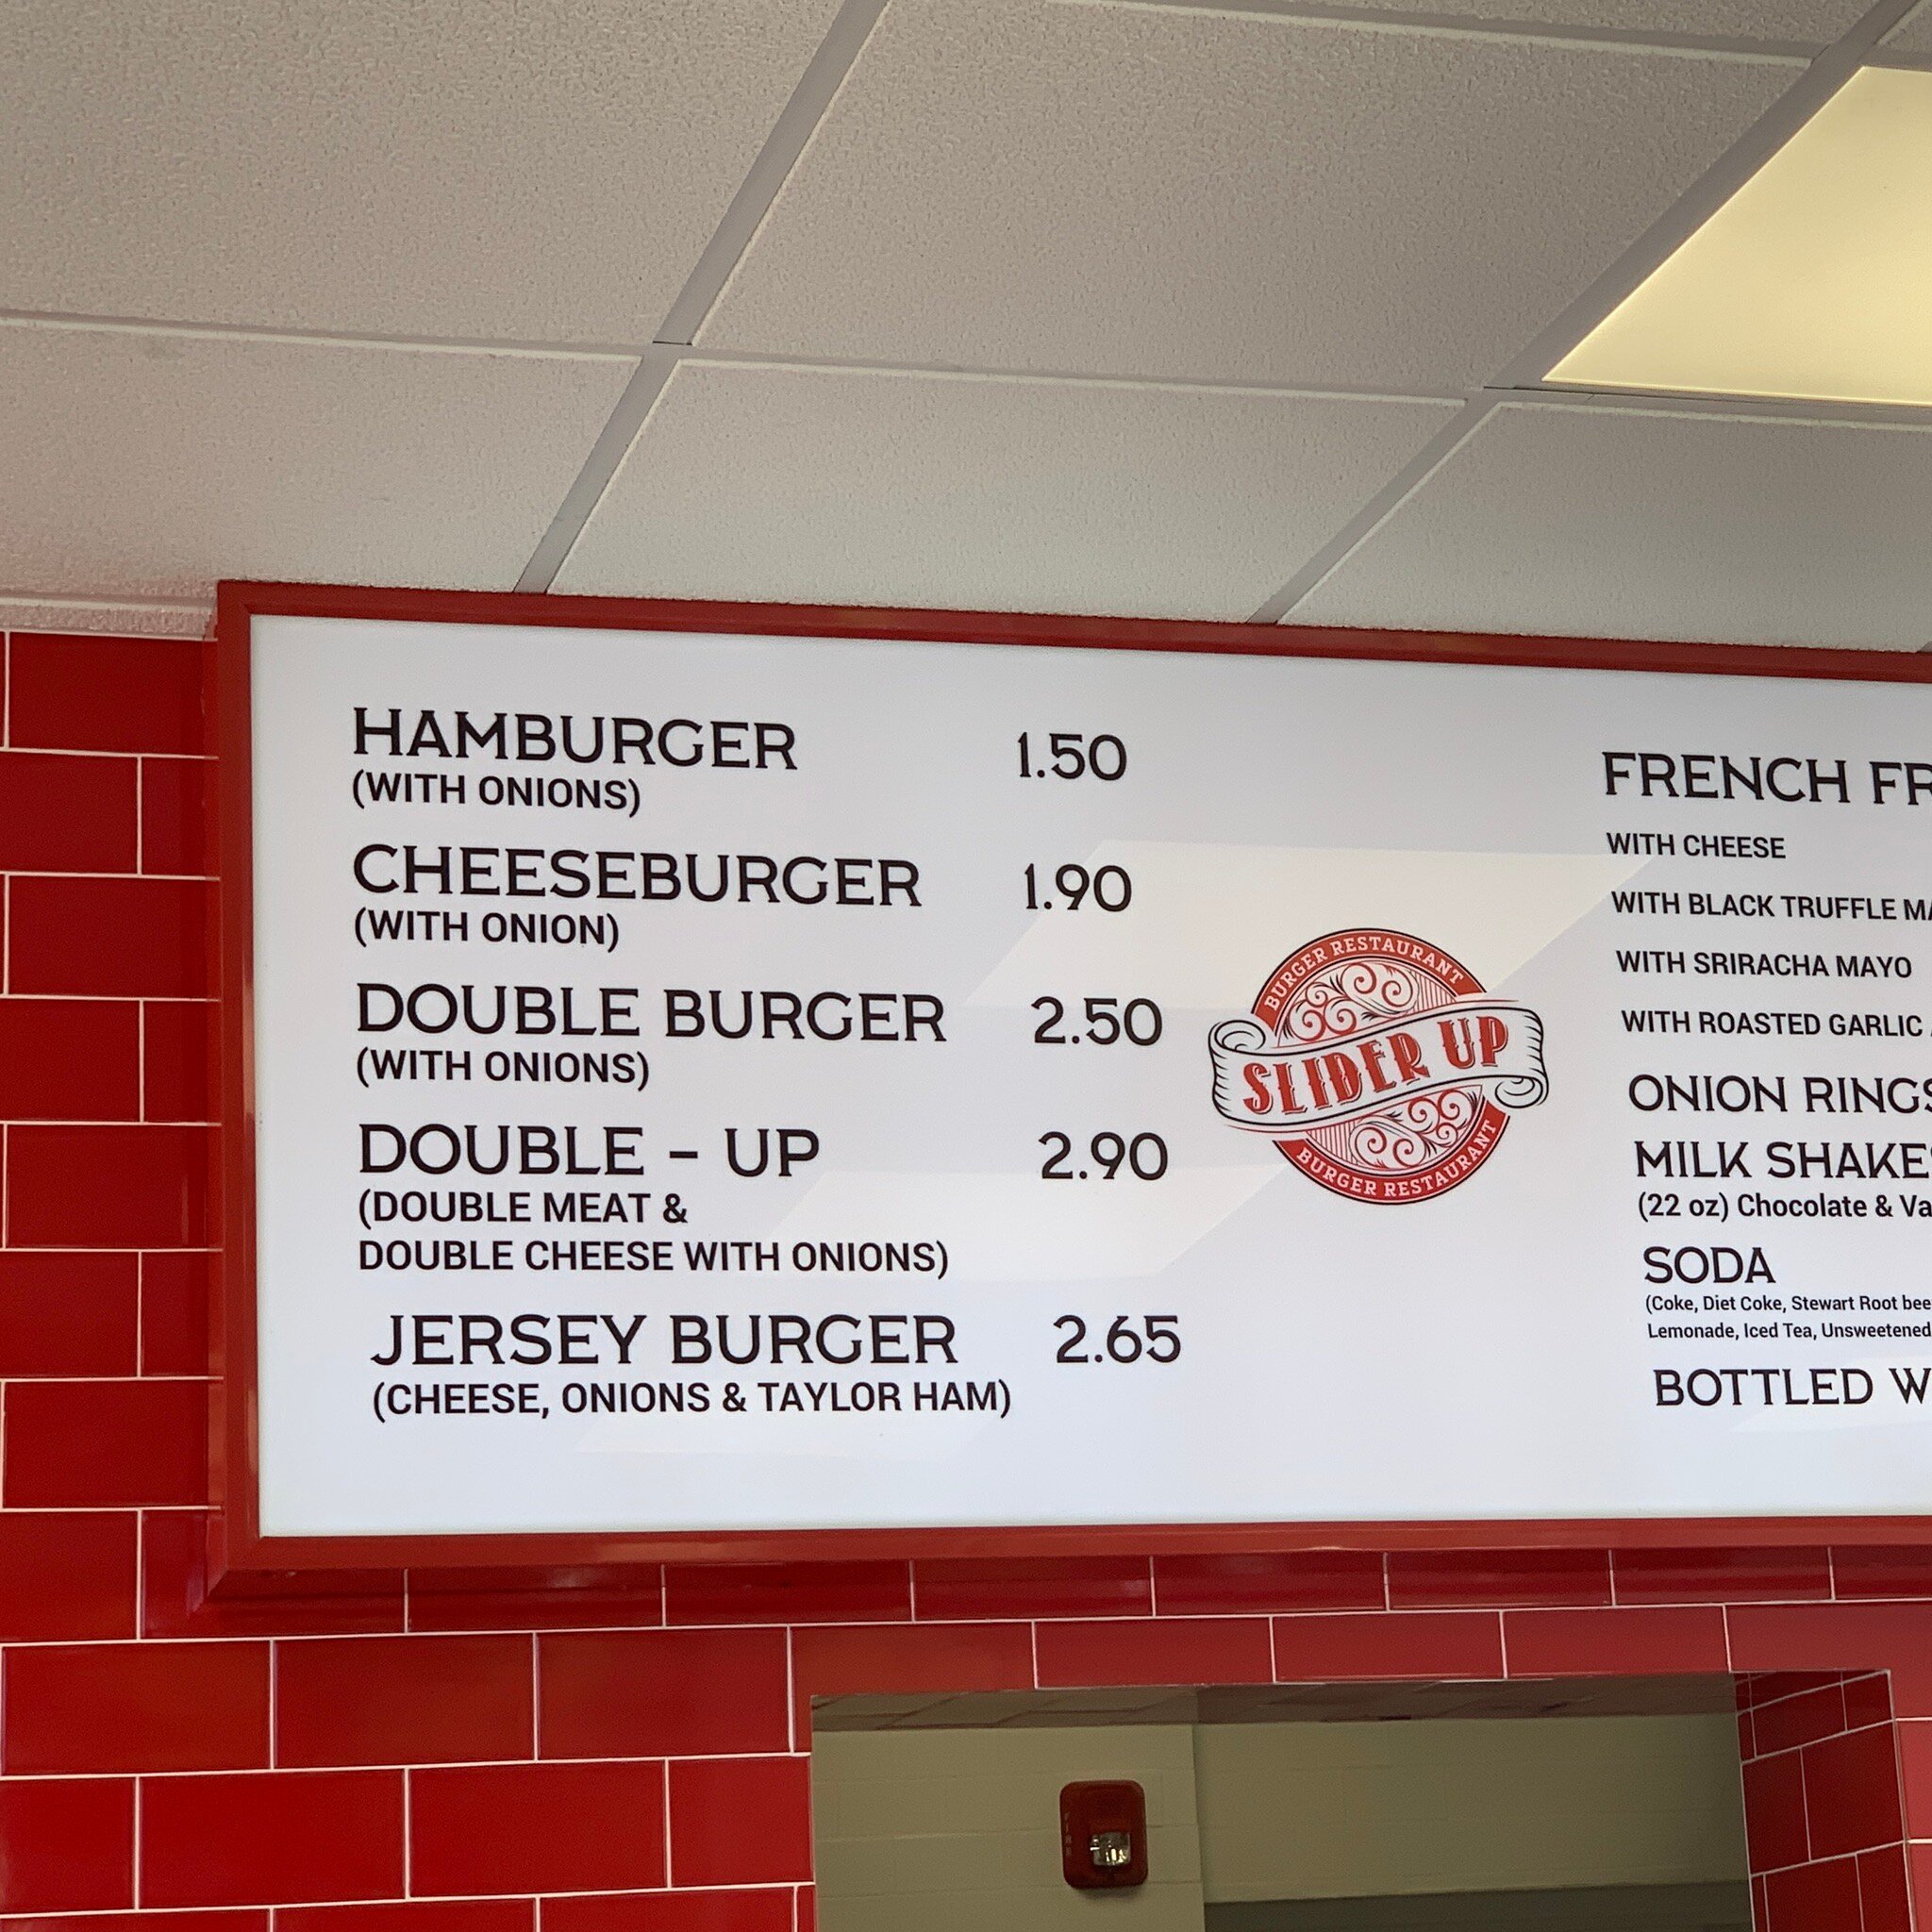 HAMBURGER 1.50
(WITH ONIONS)
CHEESEBURGER 1.90
(WITH ONION)
DOUBLE BURGER 2.50
(WITH ONIONS)
DOUBLE - UP 2.90
(DOUBLE MEAT &
DOUBLE CHEESE WITH ONIONS)
JERSEY BURGER 2.65
(CHEESE, ONIONS & TAYLOR HAM)
BURGER RESTAURANT
SLIDER UP
BURGER RESTAURANT
FRENCH
WITH CHEESE
WITH BLACK TRUFFLE
WITH SRIRACHA MAYO
WITH ROASTED GARLIC
ONION RINGS
MILK SHAKES
(22 oz) Chocolate &
SODA
(Coke, Diet Coke, Stewart Root
Lemonade, Iced Tea, Unsweetened
BOTTLED
FIRE